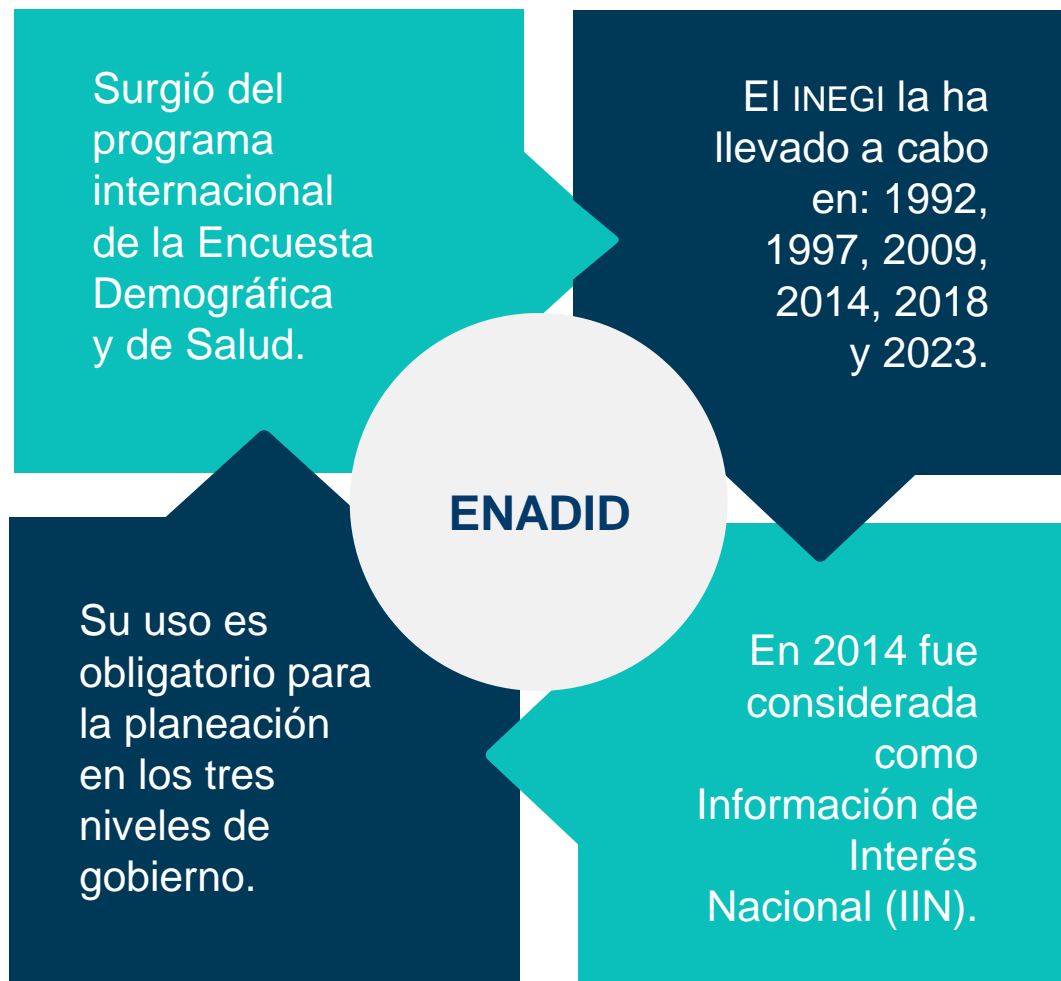 Surgió del
programa
internacional
de la Encuesta
Demográfica
y de Salud.
El INEGI la ha
llevado a cabo
en: 1992,
1997, 2009,
2014, 2018
y 2023.
ENADID
Su uso es
obligatorio para
la planeación
en los tres
niveles de
gobierno.
En 2014 fue
considerada
como
Información de
Interés
Nacional (IIN).